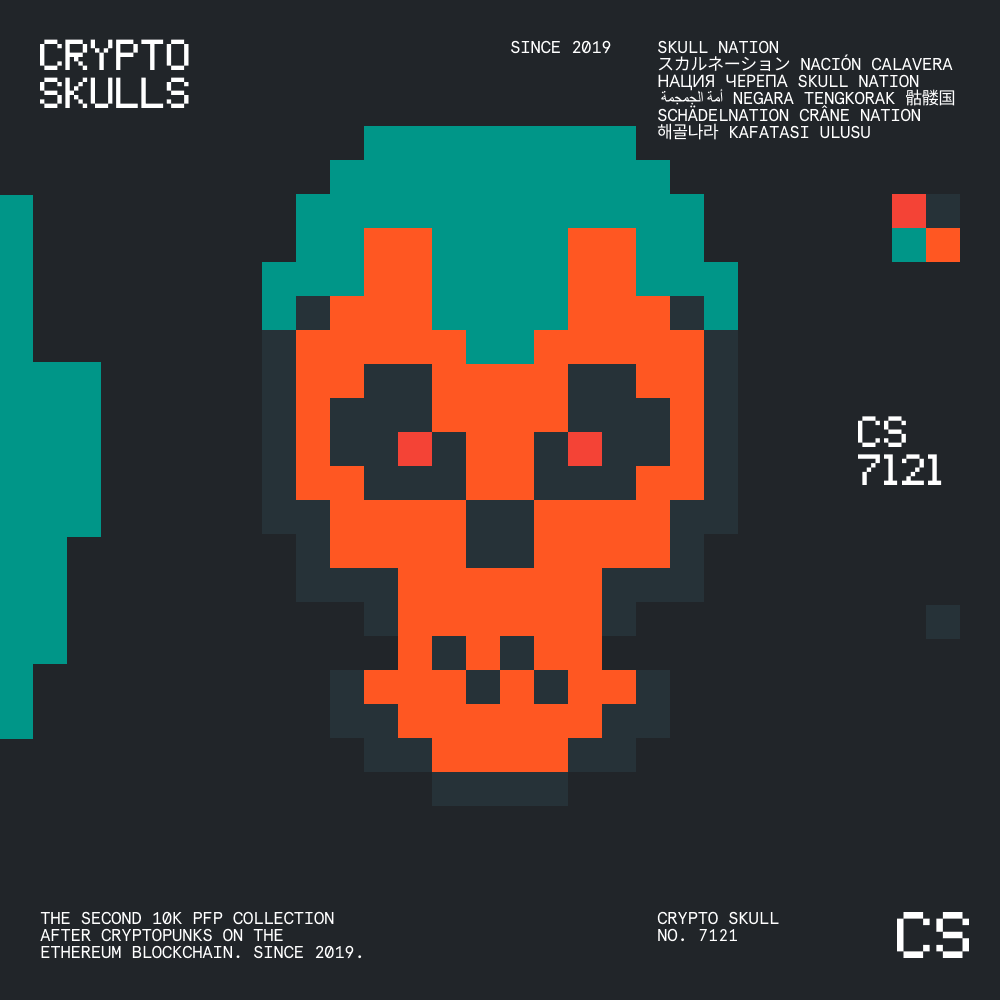 CRYPTO
SKULLS
SINCE 2019
SKULL NATION
スカルネーション NACIÓN CALAVERA
НАЦИЯ ЧЕРЕПА SKULL NATION
أمة الجمجمة NEGARA TENGKORAK 骷髅国
SCHÄDELNATION CRÂNE NATION
해골나라 KAFATASI ULUSU
CS
7121
THE SECOND 10K PFP COLLECTION
AFTER CRYPTOPUNKS ON THE
ETHEREUM BLOCKCHAIN. SINCE 2019.
CRYPTO SKULL
NO. 7121
CS